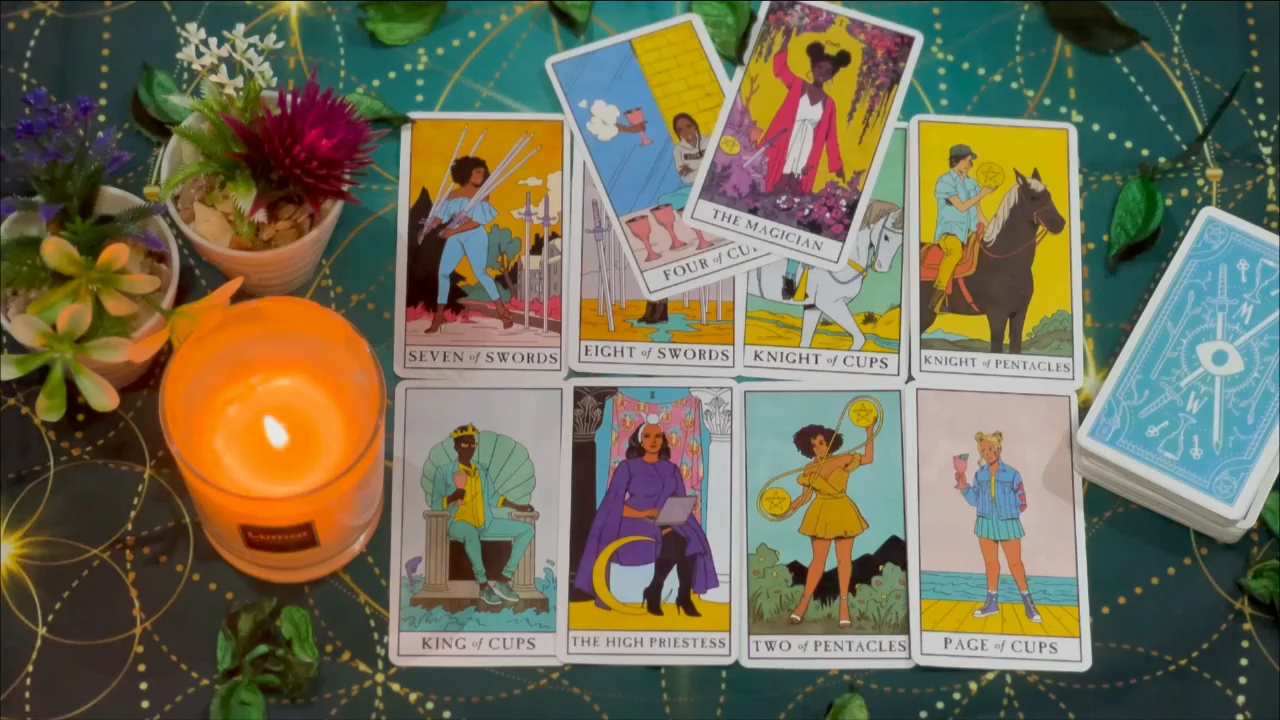 THE MAGICIAN
FOUR of CU
SEVEN of SWORDS
EIGHT of SWORDS
KNIGHT of CUPS
KNIGHT of PENTACLES
KING of CUPS
II
THE HIGH PRIESTESS
TWO of PENTACLES
PAGE of CUPS